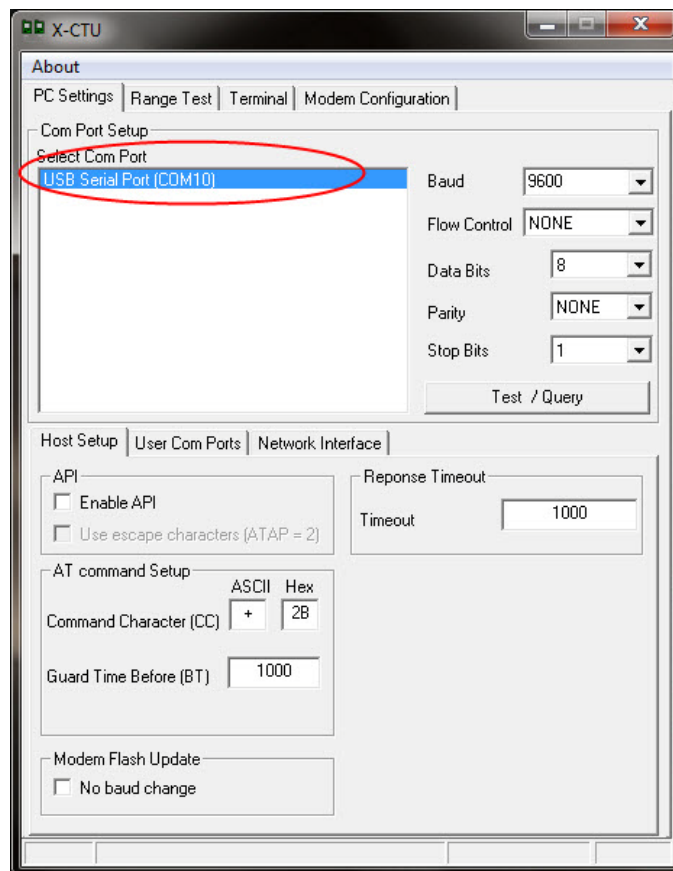 X-CTU
About
PC Settings Range Test Terminal Modem Configuration
Com Port Setup
Select Com Port
USB Serial Port (COM10)
Baud 9600
Flow Control NONE
Data Bits 8
Parity NONE
Stop Bits 1
Test / Query
Host Setup User Com Ports Network Interface
API
Enable API
Use escape characters (ATAP = 2)
Reponse Timeout
Timeout 1000
AT command Setup
ASCII Hex
Command Character (CC) + 2B
Guard Time Before (BT) 1000
Modem Flash Update
No baud change